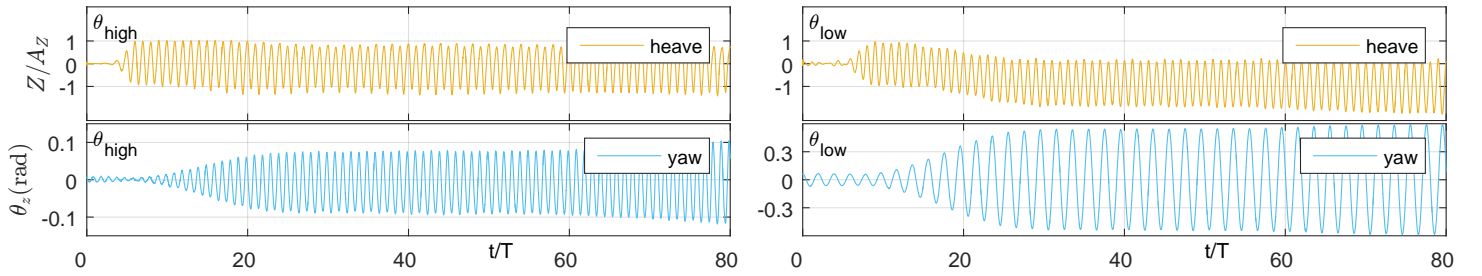 θhigh
Z/AZ
1
0
-1
heave
θlow
1
0
-1
heave
θhigh
θz(rad)
0.1
0
-0.1
yaw
θlow
0.3
0
-0.3
yaw
0 20 40 t/T 60 80
0 20 40 t/T 60 80